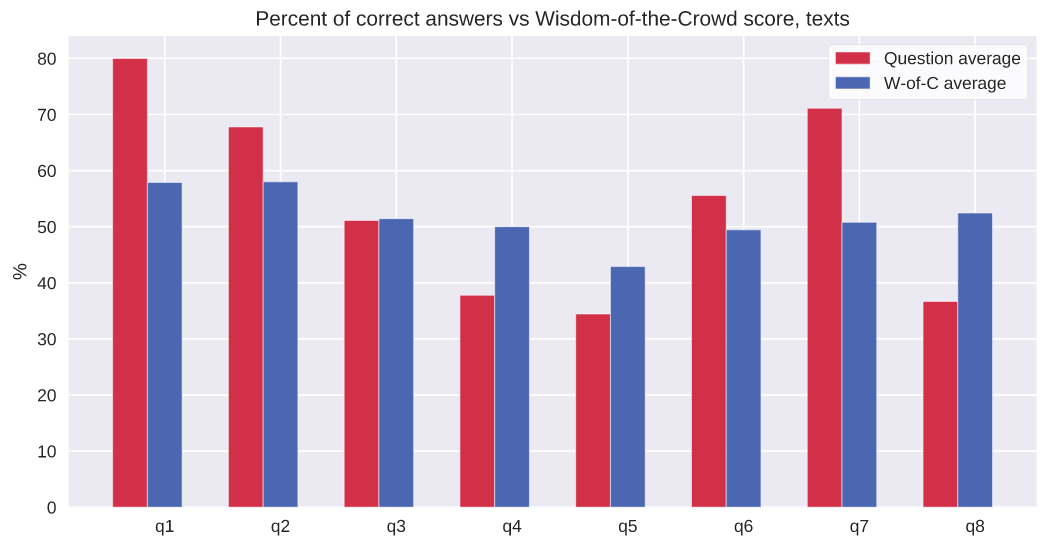 Percent of correct answers vs Wisdom-of-the-Crowd score, texts
Question average
W-of-C average
%
80
70
60
50
40
30
20
10
0
q1 q2 q3 q4 q5 q6 q7 q8